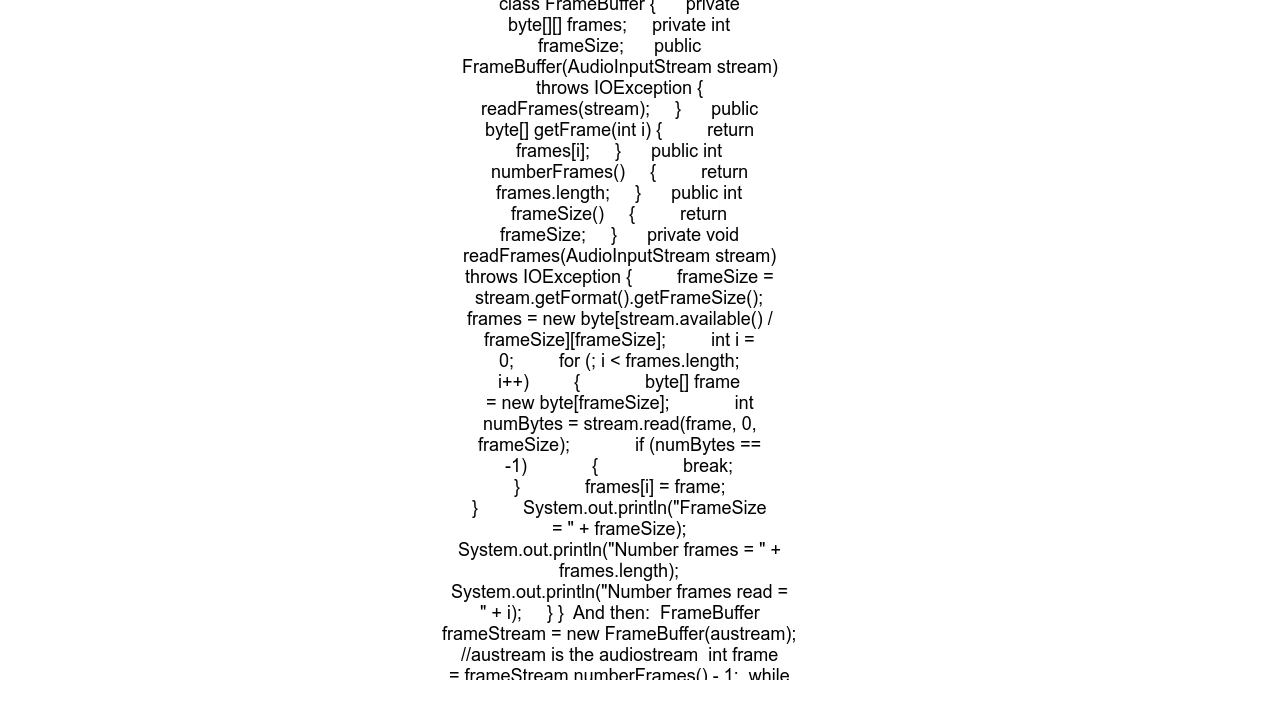 class FrameBuffer {      private
byte[][] frames;     private int
frameSize;      public
FrameBuffer(AudioInputStream stream)
throws IOException {
readFrames(stream);     }      public
byte[] getFrame(int i) {         return
frames[i];     }      public int
numberFrames()     {         return
frames.length;     }      public int
frameSize()     {         return
frameSize;     }      private void
readFrames(AudioInputStream stream)
throws IOException {         frameSize =
stream.getFormat().getFrameSize();
frames = new byte[stream.available() /
frameSize][frameSize];         int i =
0;         for (; i < frames.length;
i++)         {             byte[] frame
= new byte[frameSize];             int
numBytes = stream.read(frame, 0,
frameSize);             if (numBytes ==
-1)             {                 break;
}             frames[i] = frame;
}         System.out.println("FrameSize
= " + frameSize);
System.out.println("Number frames = " +
frames.length);
System.out.println("Number frames read =
" + i);     } }  And then:  FrameBuffer
frameStream = new FrameBuffer(austream);
//austream is the audiostream  int frame
= frameStream.numberFrames() - 1;  while